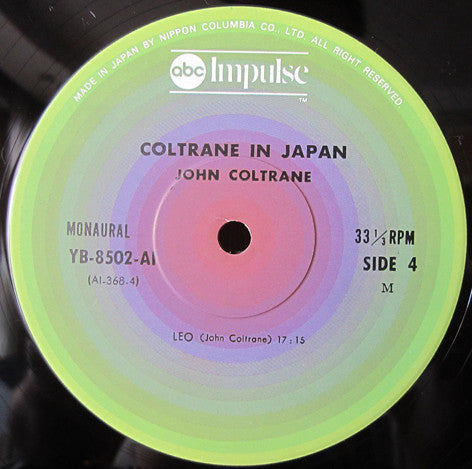 MADE IN JAPAN BY NIPPON COLUMBIA CO., LTD. ALL RIGHT RESERVED.
abc Impulse
TM
COLTRANE IN JAPAN
JOHN COLTRANE
MONAURAL
33 1/3 RPM
YB-8502-AI
SIDE 4
(AI-368.4)
M
LEO (John Coltrane) 17:15